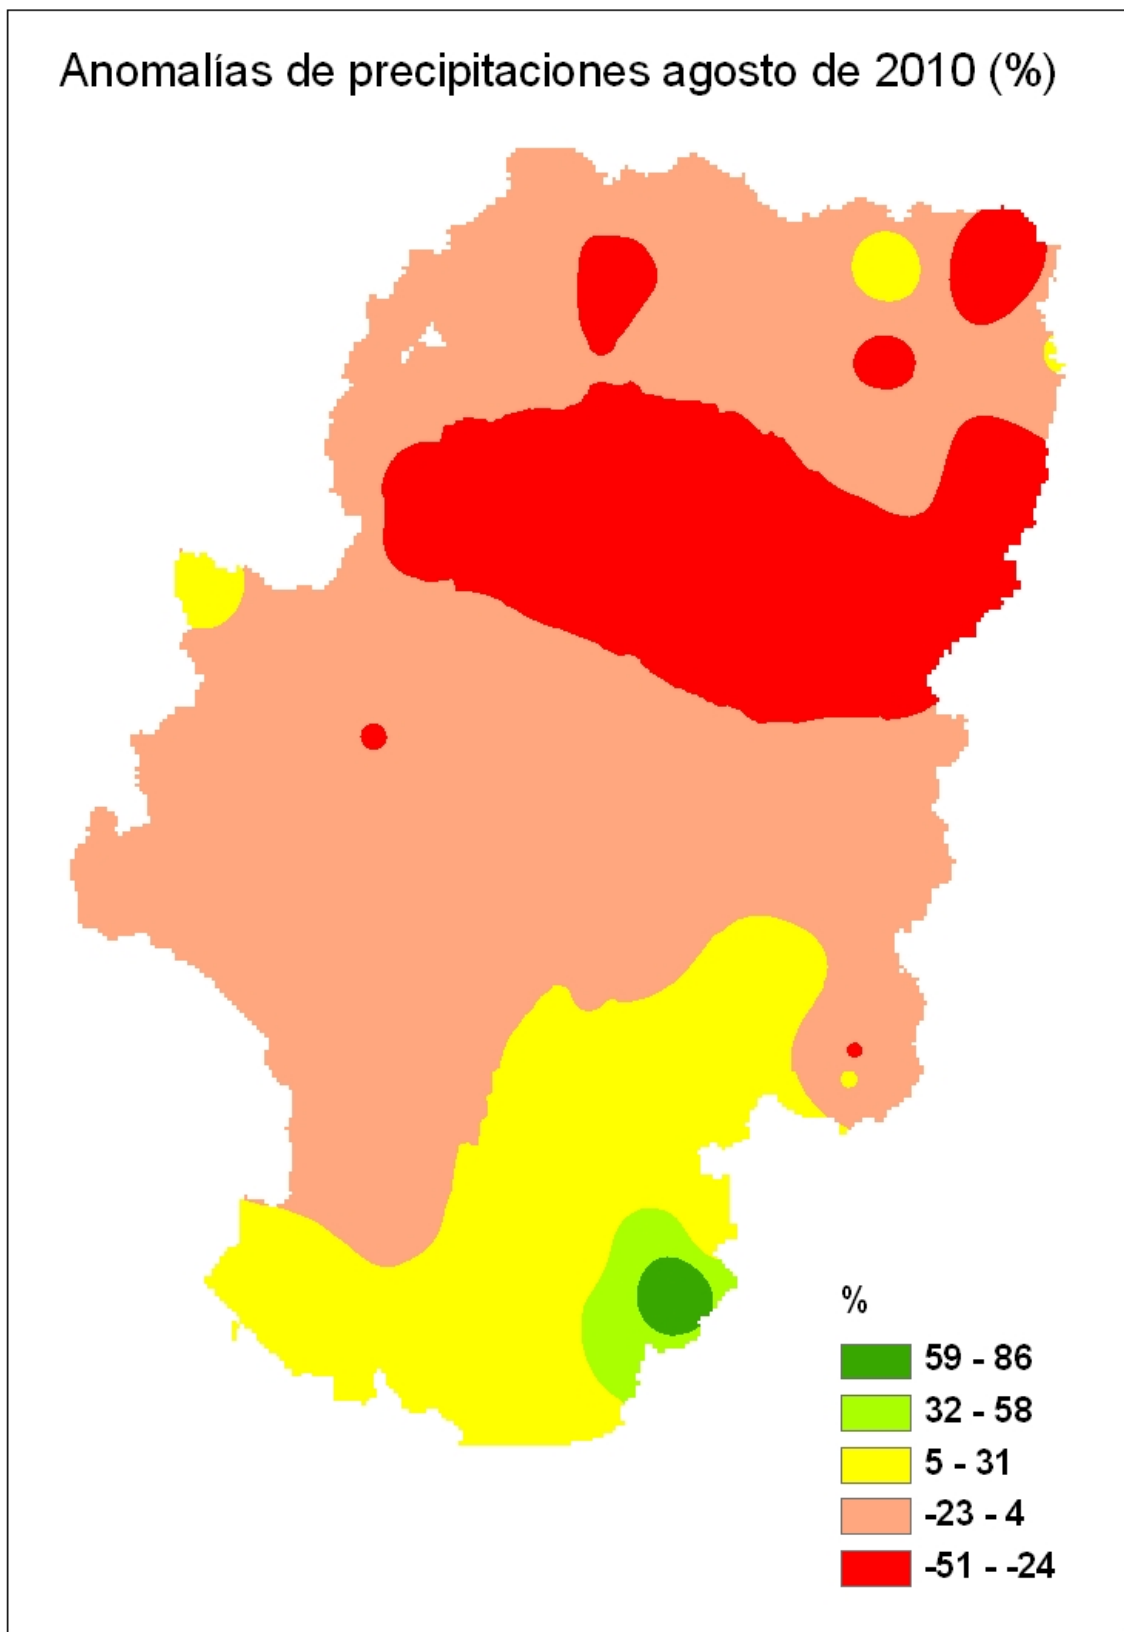 Anomalías de precipitaciones agosto de 2010 (%)
%
59 - 86
32 - 58
5 - 31
-23 - 4
-51 - -24